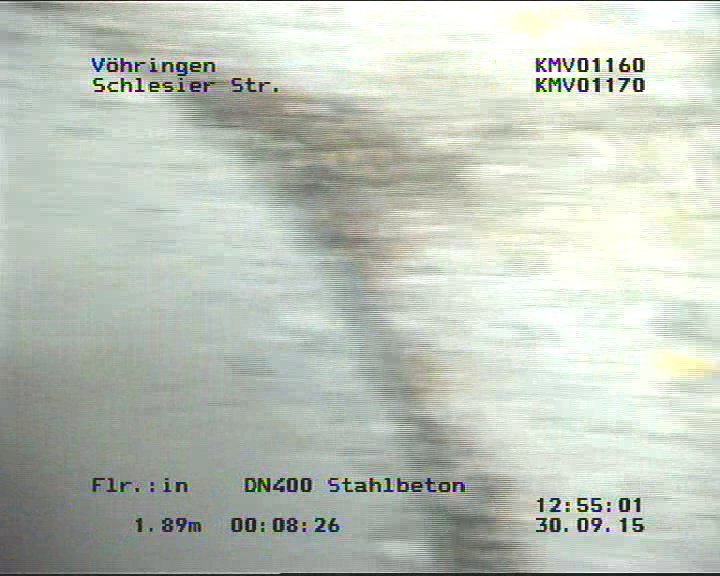 Vöhringen KMV01160
Schlesier Str. KMV01170
Flr.:in DN400 Stahlbeton
12:55:01
1.89m 00:08:26 30.09.15